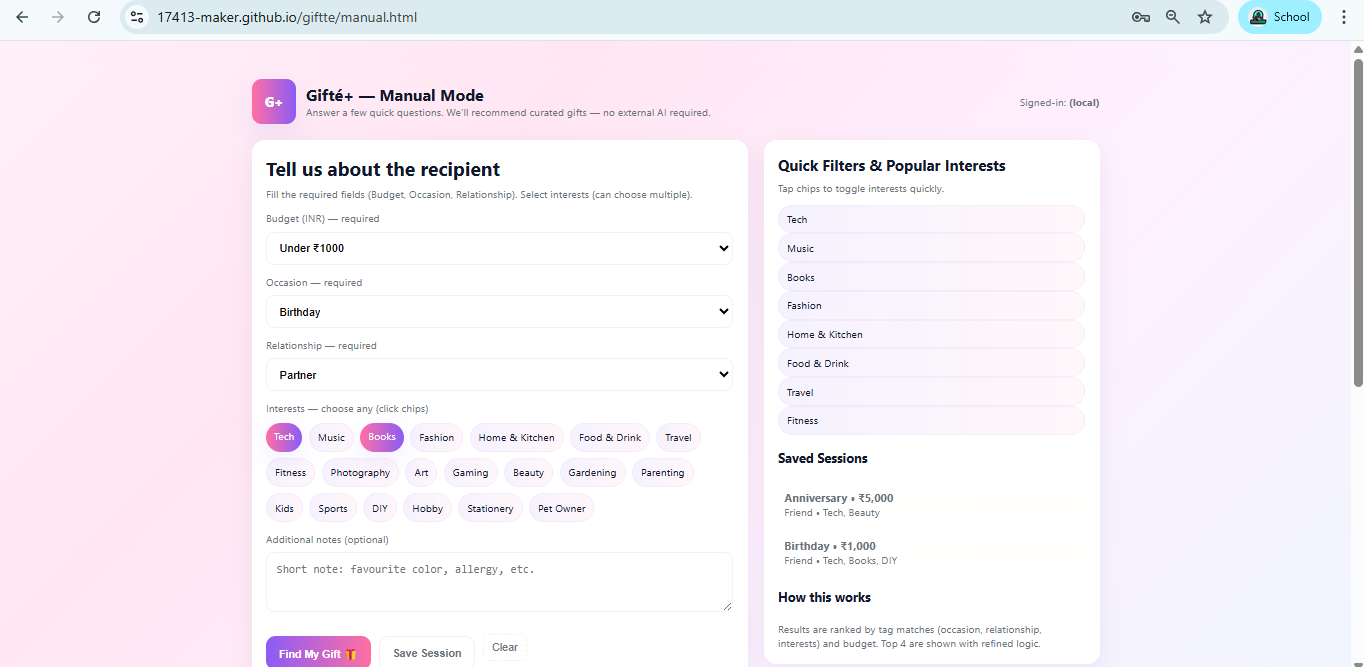 17413-maker.github.io/giftte/manual.html
School
G+
Gifté+ — Manual Mode
Answer a few quick questions. We'll recommend curated gifts — no external AI required.
Signed-in: (local)
Tell us about the recipient
Fill the required fields (Budget, Occasion, Relationship). Select interests (can choose multiple).
Budget (INR) — required
Under ₹1000
Occasion — required
Birthday
Relationship — required
Partner
Interests — choose any (click chips)
Tech Music Books Fashion Home & Kitchen Food & Drink Travel
Fitness Photography Art Gaming Beauty Gardening Parenting
Kids Sports DIY Hobby Stationery Pet Owner
Additional notes (optional)
Short note: favourite color, allergy, etc.
Find My Gift 🎁 Save Session Clear
Quick Filters & Popular Interests
Tap chips to toggle interests quickly.
Tech
Music
Books
Fashion
Home & Kitchen
Food & Drink
Travel
Fitness
Saved Sessions
Anniversary • ₹5,000
Friend • Tech, Beauty
Birthday • ₹1,000
Friend • Tech, Books, DIY
How this works
Results are ranked by tag matches (occasion, relationship,
interests) and budget. Top 4 are shown with refined logic.